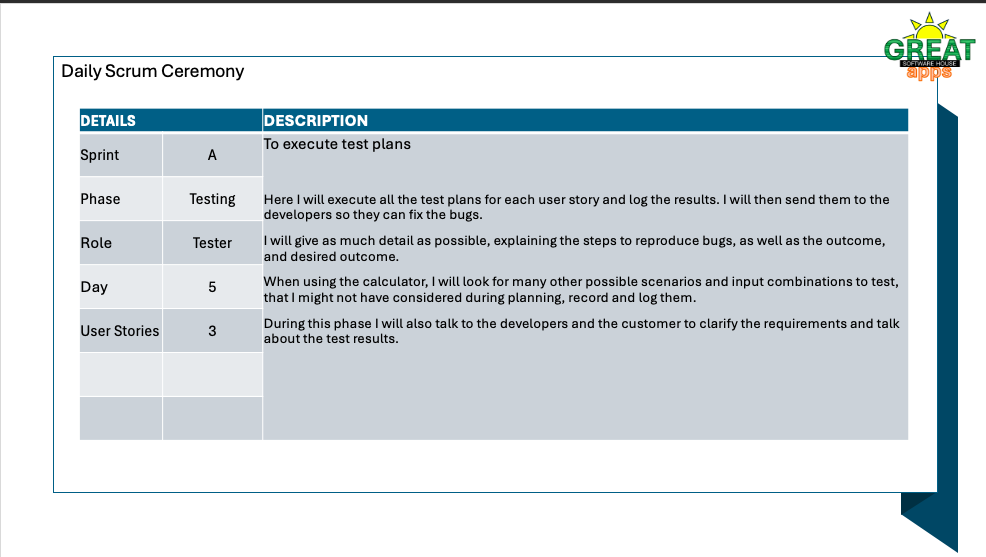 GREAT
SOFTWARE HOUSE
apps
Daily Scrum Ceremony
DETAILS
DESCRIPTION
Sprint
A
To execute test plans
Phase
Testing
Here I will execute all the test plans for each user story and log the results. I will then send them to the
developers so they can fix the bugs.
Role
Tester
I will give as much detail as possible, explaining the steps to reproduce bugs, as well as the outcome,
and desired outcome.
Day
5
When using the calculator, I will look for many other possible scenarios and input combinations to test,
that I might not have considered during planning, record and log them.
User Stories
3
During this phase I will also talk to the developers and the customer to clarify the requirements and talk
about the test results.